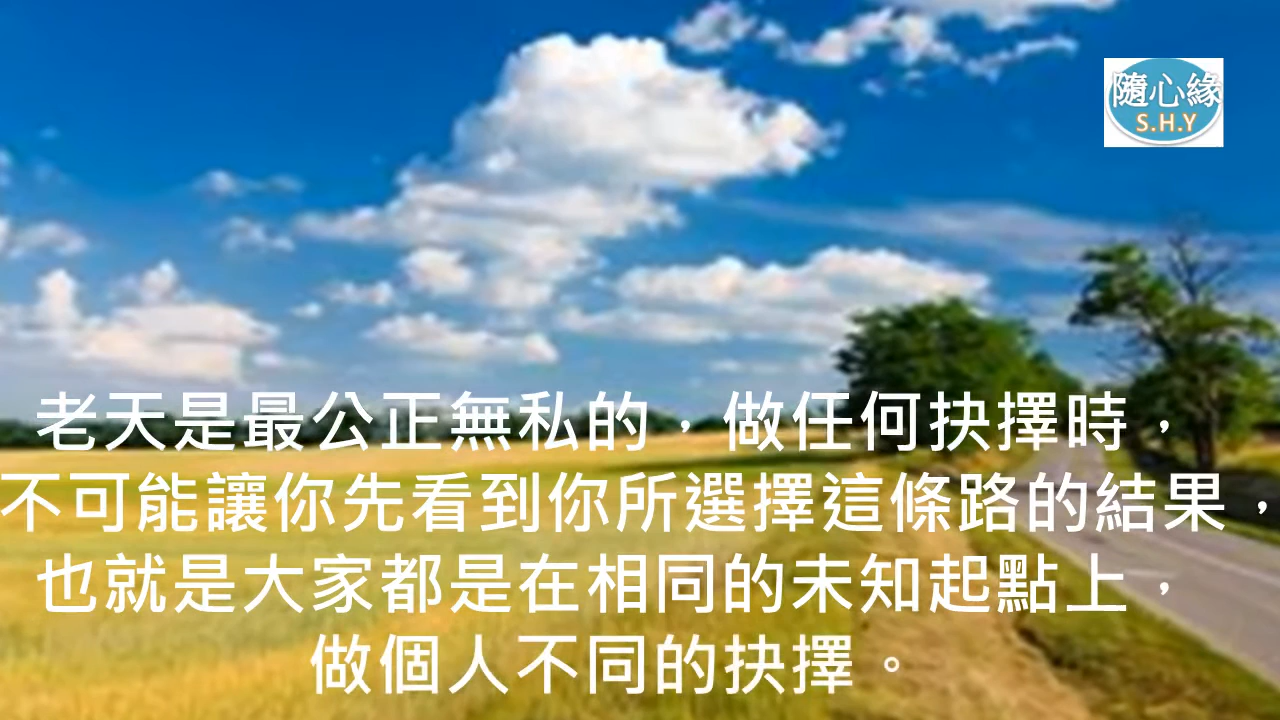 隨心緣
S.H.Y
老天是最公正無私的，做任何抉擇時，
不可能讓你先看到你所選擇這條路的結果，
也就是大家都是在相同的未知起點上，
做個人不同的抉擇。